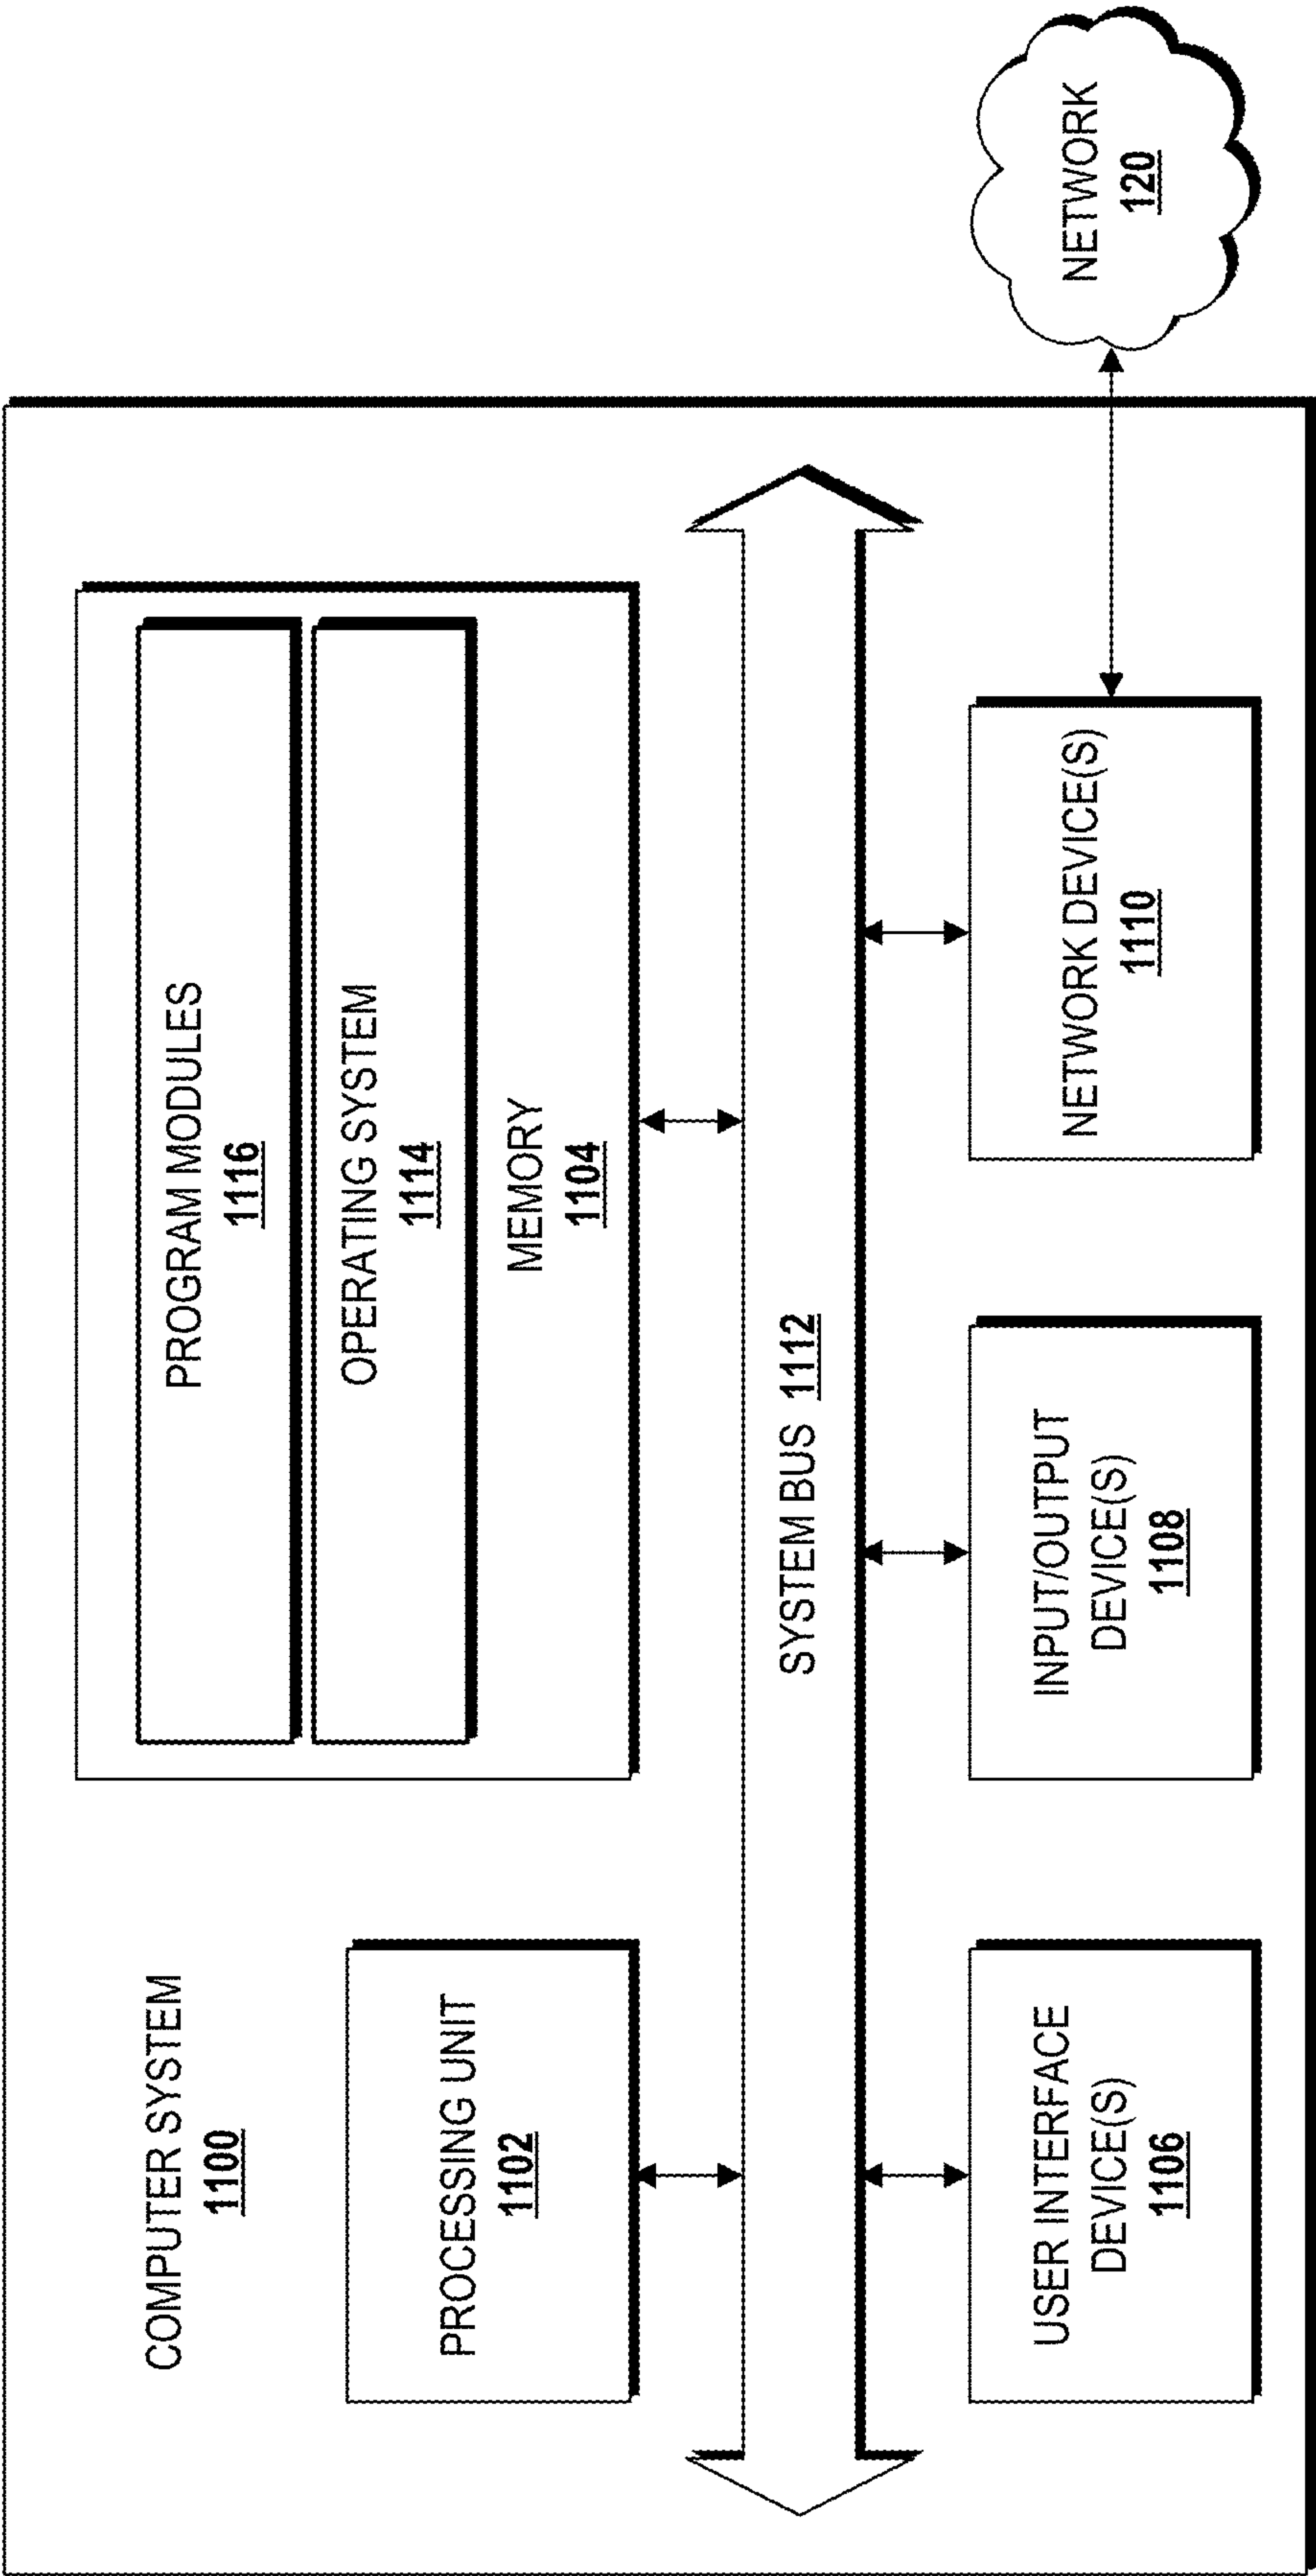 COMPUTER SYSTEM
1100
PROGRAM MODULES
1116
OPERATING SYSTEM
1114
MEMORY
1104
PROCESSING UNIT
1102
SYSTEM BUS 1112
USER INTERFACE
DEVICE(S)
1106
INPUT/OUTPUT
DEVICE(S)
1108
NETWORK DEVICE(S)
1110
NETWORK
120